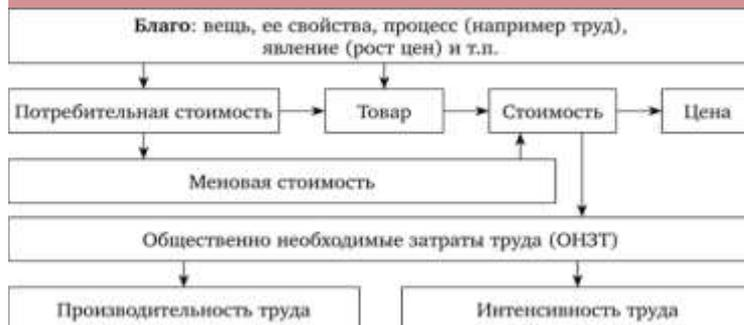 Благо: вещь, ее свойства, процесс (например труд),
явление (рост цен) и т.п.
Потребительная стоимость
Товар
Стоимость
Цена
Меновая стоимость
Общественно необходимые затраты труда (ОНЗТ)
Производительность труда
Интенсивность труда